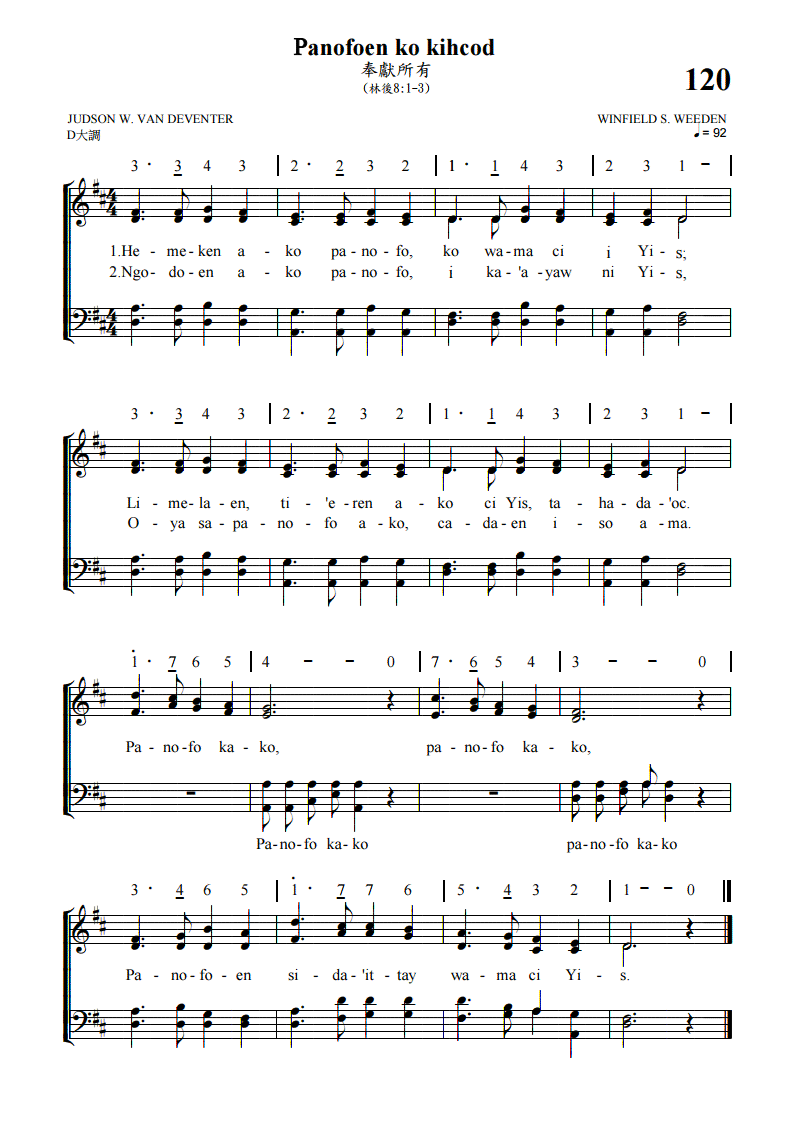 Panofoen ko kihcod
奉獻所有
(林後8:1-3)
120
JUDSON W. VAN DEVENTER
WINFIELD S. WEEDEN
D大調
♩= 92
3 · 3 4 3 | 2 · 2 3 2 | 1 · 1 4 3 | 2 3 1 – |
1.He - me-ken a - ko pa-no-fo, ko wa-ma ci i Yi-s;
2.Ngo-do-en a - ko pa-no-fo, i ka-'a-yaw ni Yi-s,
3 · 3 4 3 | 2 · 2 3 2 | 1 · 1 4 3 | 2 3 1 – |
Li - me-la-en, ti - 'e-ren a - ko ci Yis, ta - ha-da-'oc.
O - ya sa-pa - no - fo a-ko, ca-da-en i - so a-ma.
1 · 7 6 5 | 4 – – 0 | 7 · 6 5 4 | 3 – – 0 |
Pa-no-fo ka-ko, pa-no-fo ka-ko,
Pa-no-fo ka-ko pa-no-fo ka-ko
3 · 4 6 5 | 1 · 7 7 6 | 5 · 4 3 2 | 1 – – 0
Pa - no-fo-en si-da-'it-tay wa-ma ci Yi-s.